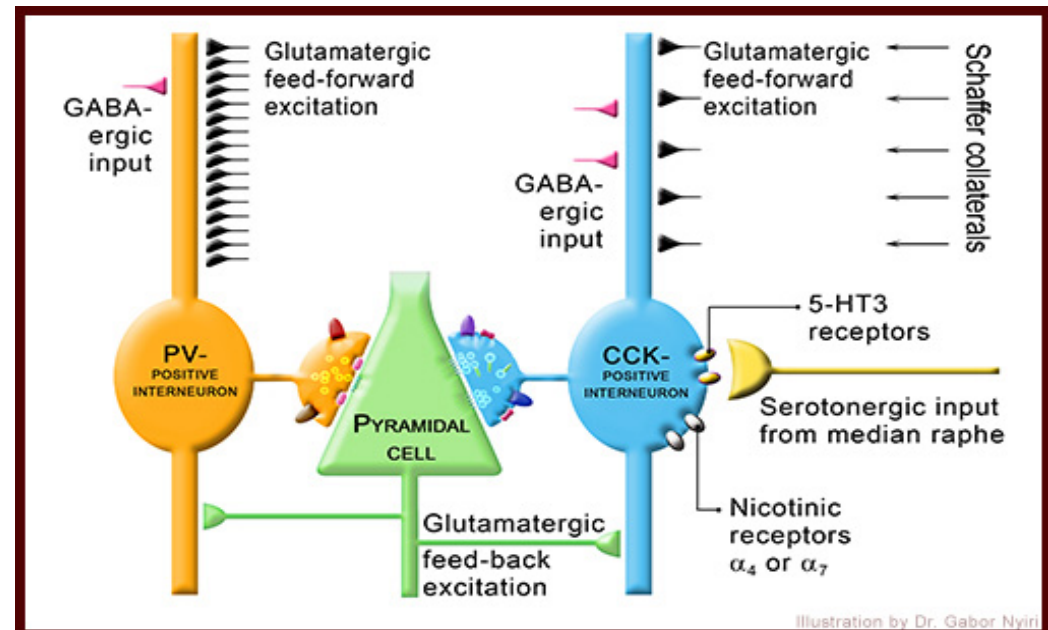 Glutamatergic
feed-forward
excitation
GABA-
ergic
input
Glutamatergic
feed-forward
excitation
GABA-
ergic
input
Schaffer collaterals
5-HT3
receptors
PV-
POSITIVE
INTERNEURON
PYRAMIDAL
CELL
CCK-
POSITIVE
INTERNEURON
Serotonergic input
from median raphe
Glutamatergic
feed-back
excitation
Nicotinic
receptors
α4 or α7
Illustration by Dr. Gabor Nyiri